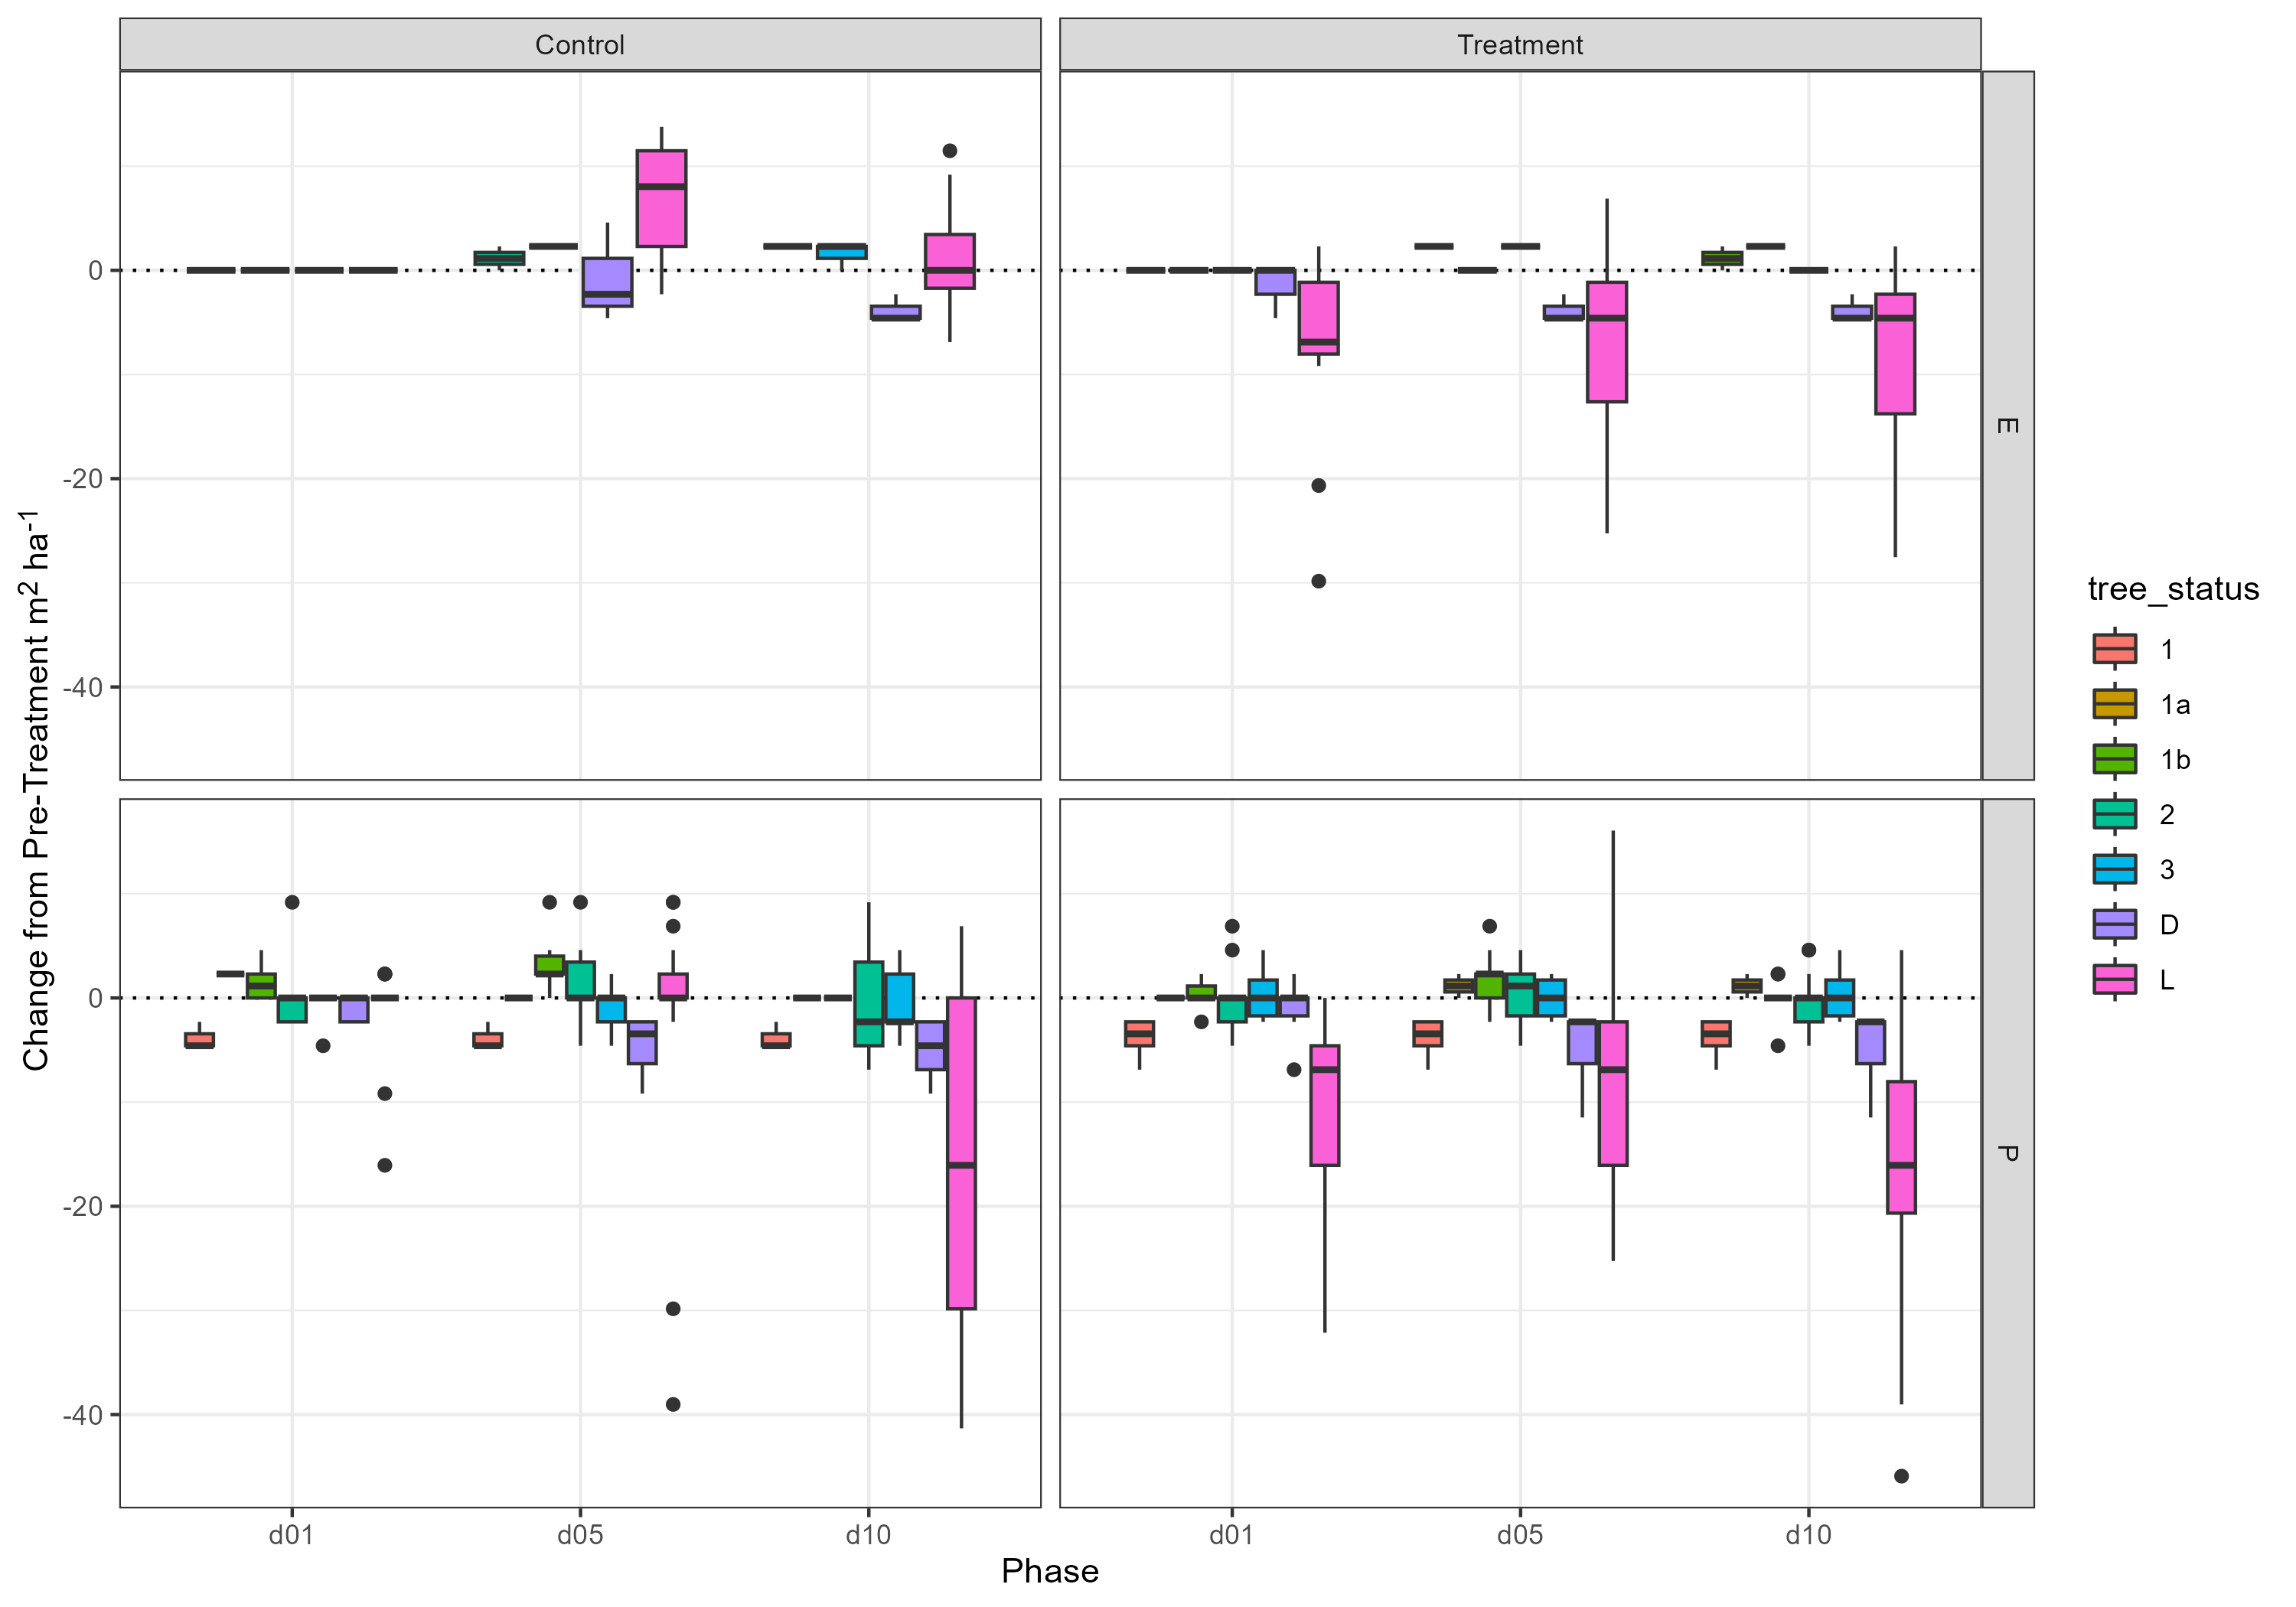 Control
Treatment
0
-20
-40
E
0
-20
-40
P
d01
d05
d10
d01
d05
d10
Phase
Change from Pre-Treatment m² ha⁻¹
tree_status
1
1a
1b
2
3
D
L